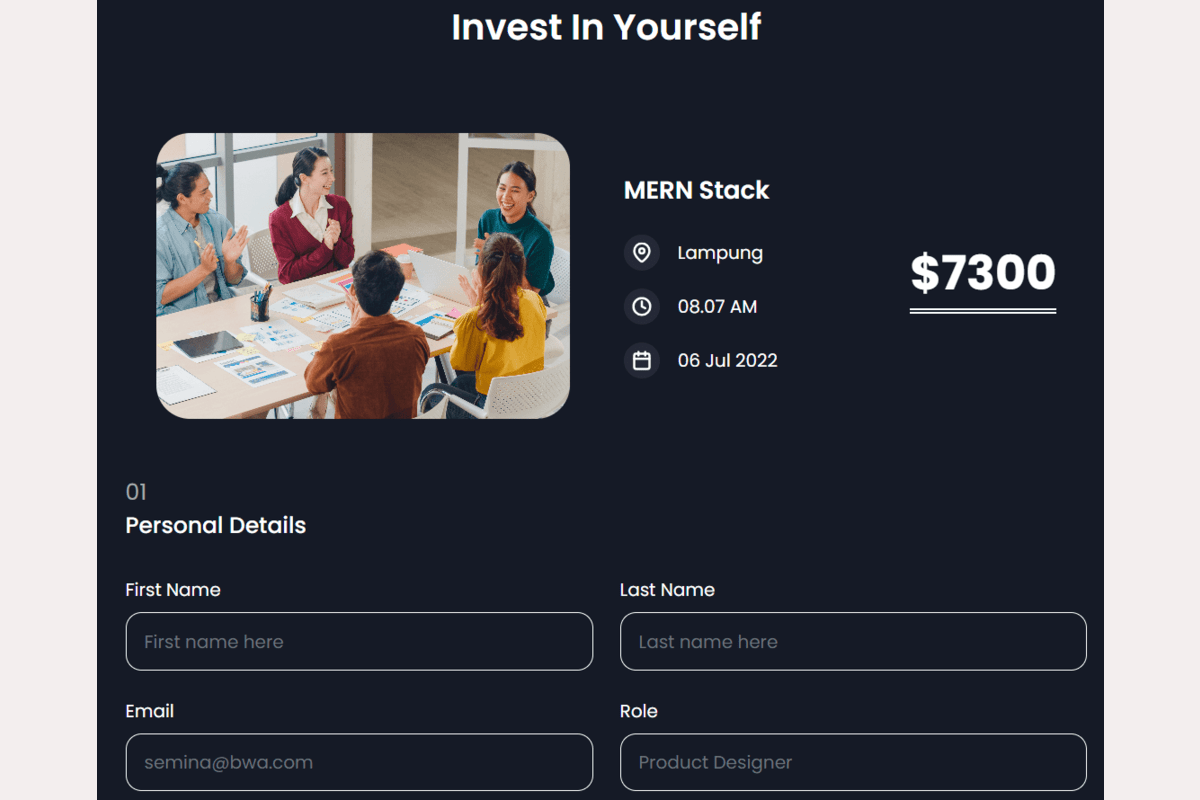 Invest In Yourself
MERN Stack
Lampung
08.07 AM
06 Jul 2022
$7300
01
Personal Details
First Name
Last Name
First name here
Last name here
Email
Role
semina@bwa.com
Product Designer